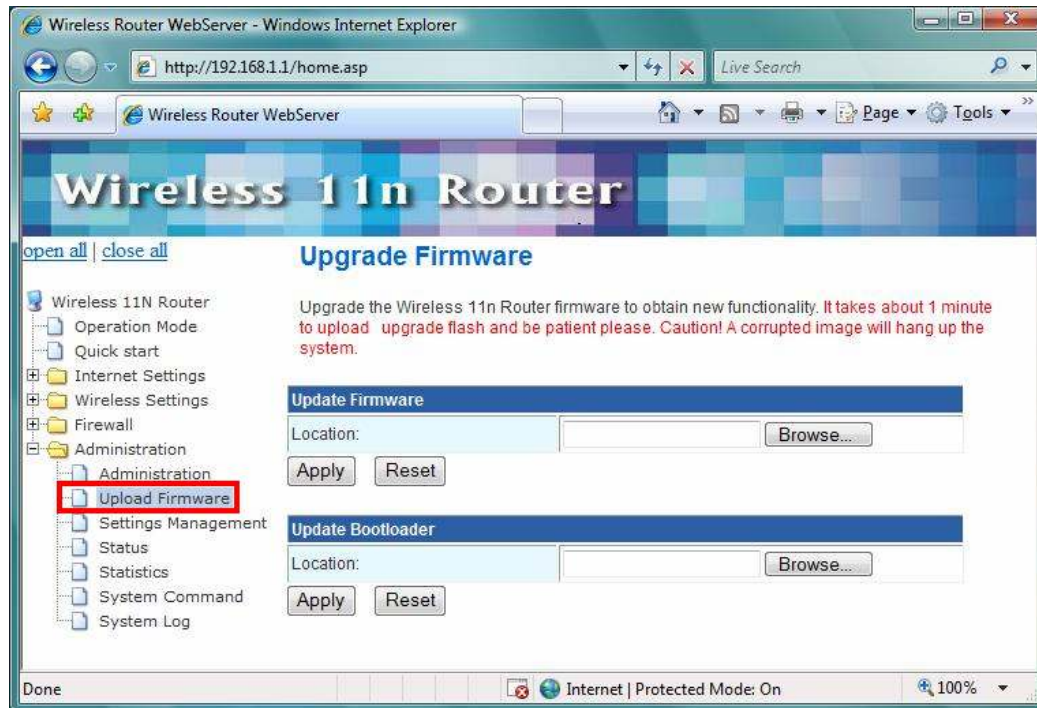 Wireless Router WebServer - Windows Internet Explorer
http://192.168.1.1/home.asp
Live Search
Wireless Router WebServer
Page
Tools
Wireless 11n Router
open all | close all
Wireless 11N Router
Operation Mode
Quick start
Internet Settings
Wireless Settings
Firewall
Administration
Administration
Upload Firmware
Settings Management
Status
Statistics
System Command
System Log
Upgrade Firmware
Upgrade the Wireless 11n Router firmware to obtain new functionality. It takes about 1 minute
to upload upgrade flash and be patient please. Caution! A corrupted image will hang up the
system.
Update Firmware
Location:
Browse...
Apply Reset
Update Bootloader
Location:
Browse...
Apply Reset
Done
Internet | Protected Mode: On
100%